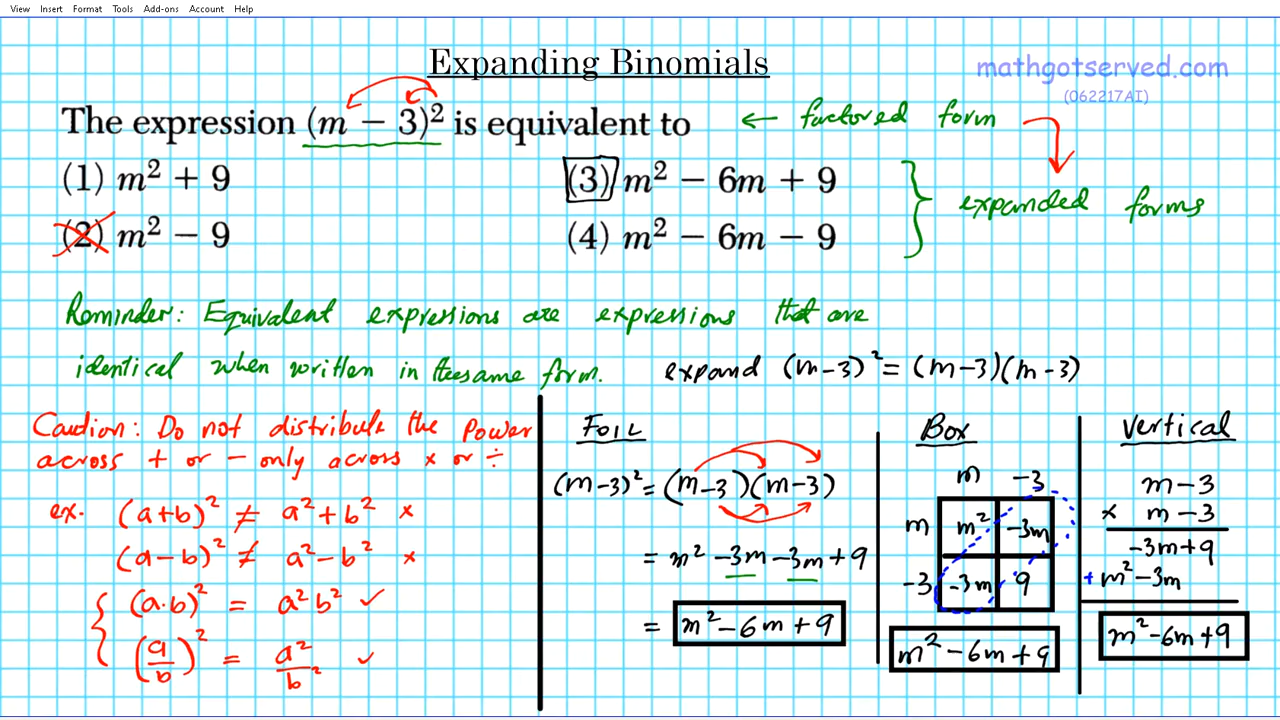 View Insert Format Tools Add-ons Account Help
Expanding Binomials
mathgotserved.com
(062217AI)
The expression (m − 3)² is equivalent to ← factored form
(1) m² + 9
(2) m² − 9
(3) m² − 6m + 9
(4) m² − 6m − 9
expanded forms
Reminder: Equivalent expressions are expressions that are
identical when written in the same form.
expand (m-3)² = (m-3)(m-3)
Caution: Do not distribute the power
across + or - only across × or ÷
ex. (a+b)² ≠ a²+b² ×
(a-b)² ≠ a²-b² ×
(a·b)² = a²b² ✓
(a/b)² = a²/b² ✓
FOIL
(m-3)² = (m-3)(m-3)
= m² -3m -3m +9
= m²-6m+9
Box
m -3
m m² -3m
-3 -3m 9
m²-6m+9
Vertical
m-3
× m-3
-3m+9
+m²-3m
m²-6m+9